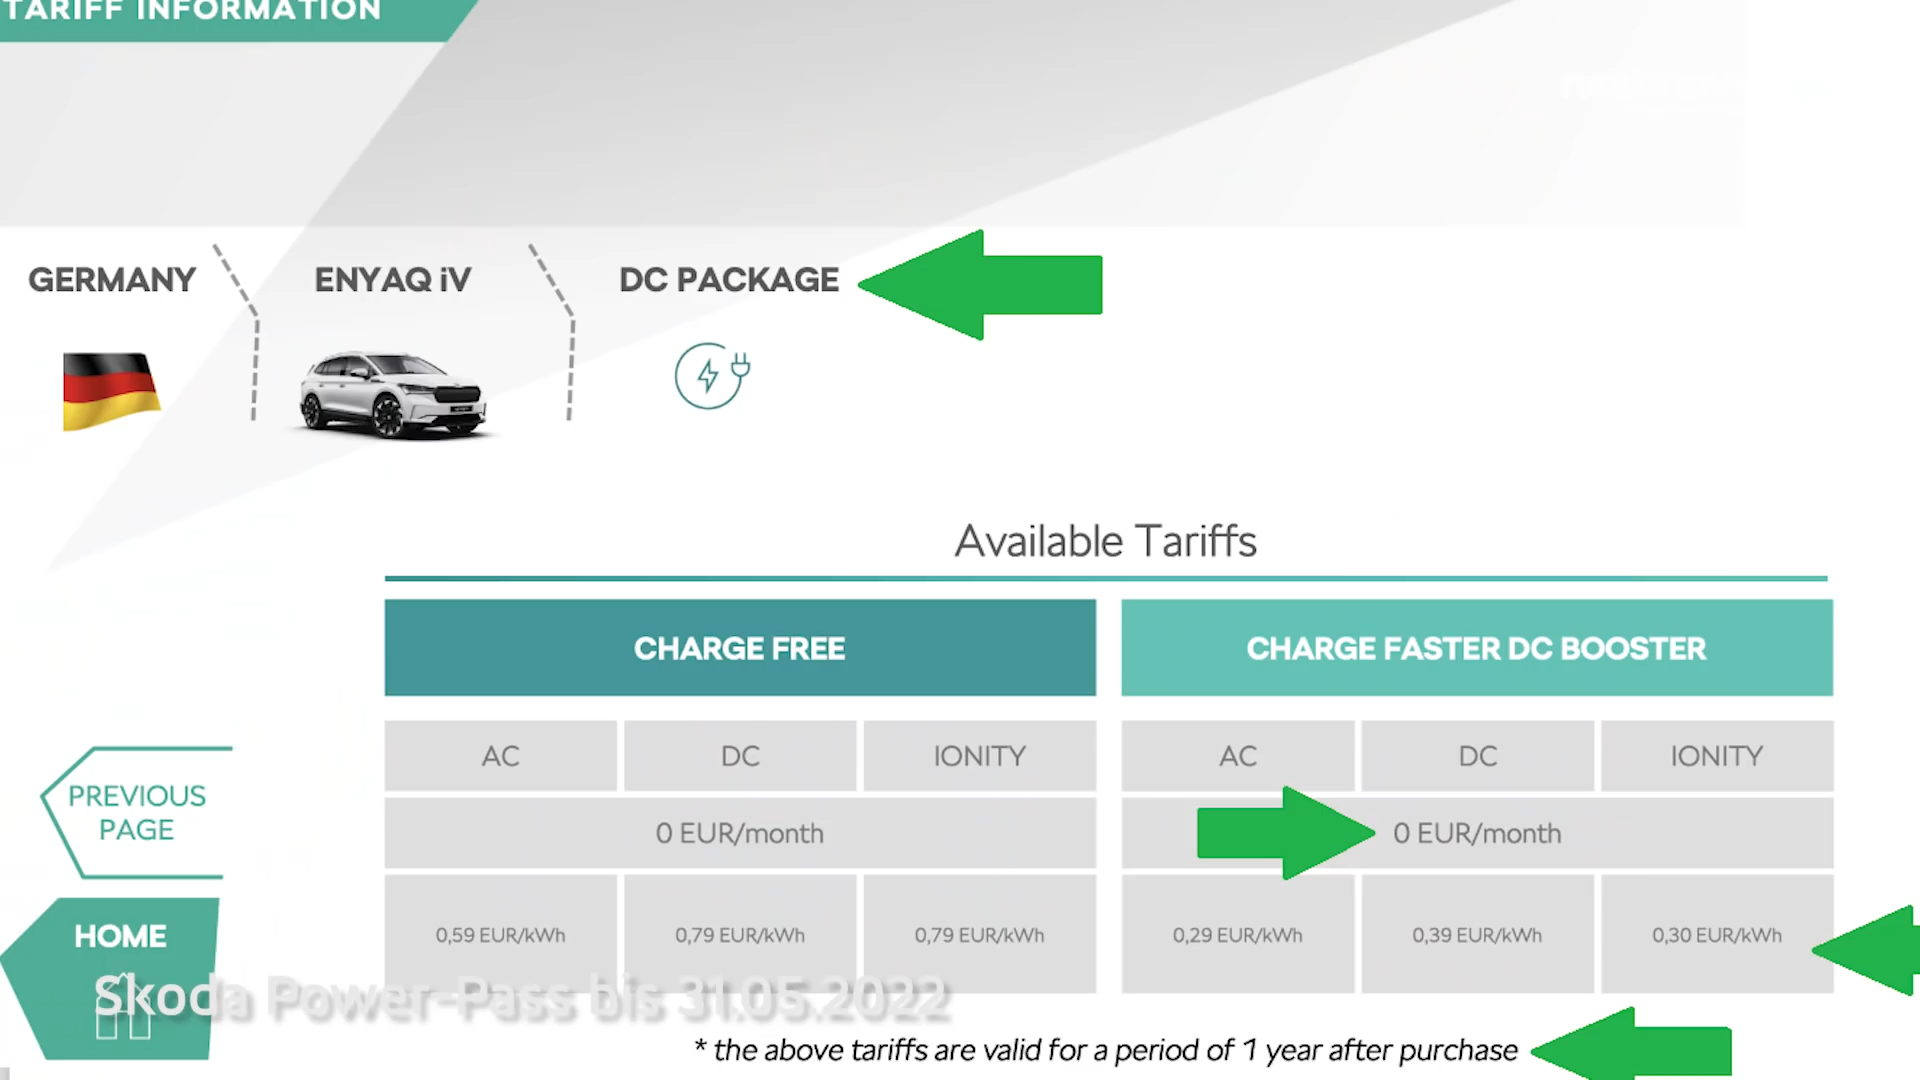 TARIFF INFORMATION
GERMANY
ENYAQ iV
DC PACKAGE
Available Tariffs
CHARGE FREE
CHARGE FASTER DC BOOSTER
AC DC IONITY AC DC IONITY
0 EUR/month 0 EUR/month
0,59 EUR/kWh 0,79 EUR/kWh 0,79 EUR/kWh 0,29 EUR/kWh 0,39 EUR/kWh 0,30 EUR/kWh
PREVIOUS
PAGE
HOME
Skoda Power-Pass bis 31.05.2022
* the above tariffs are valid for a period of 1 year after purchase